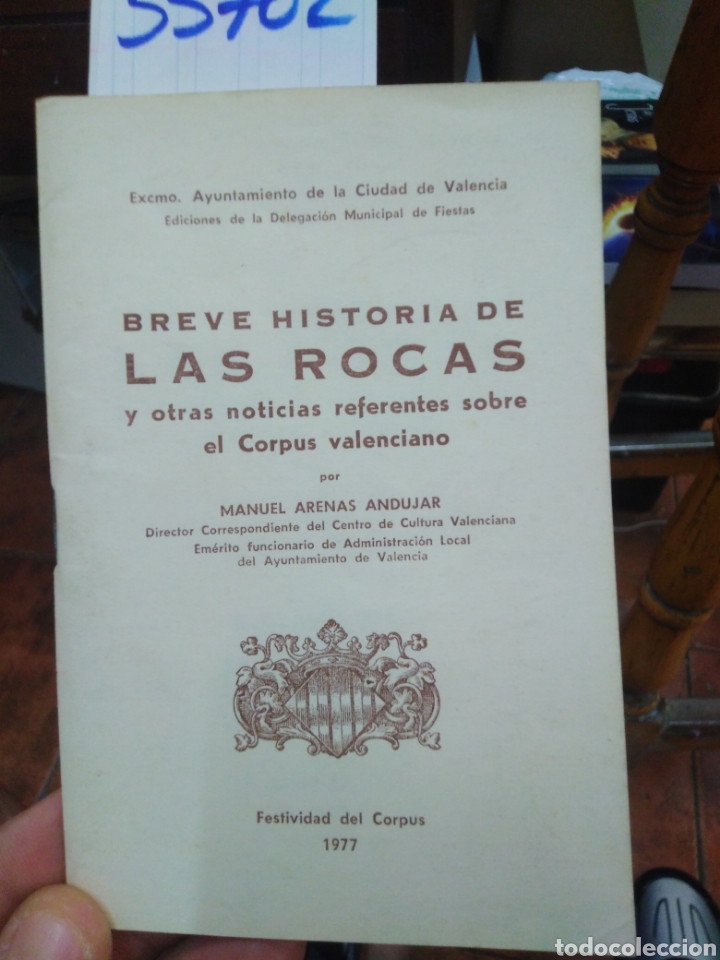 55702
Excmo. Ayuntamiento de la Ciudad de Valencia
Ediciones de la Delegación Municipal de Fiestas
BREVE HISTORIA DE
LAS ROCAS
y otras noticias referentes sobre
el Corpus valenciano
por
MANUEL ARENAS ANDUJAR
Director Correspondiente del Centro de Cultura Valenciana
Emérito funcionario de Administración Local
del Ayuntamiento de Valencia
Festividad del Corpus
1977
todocoleccion